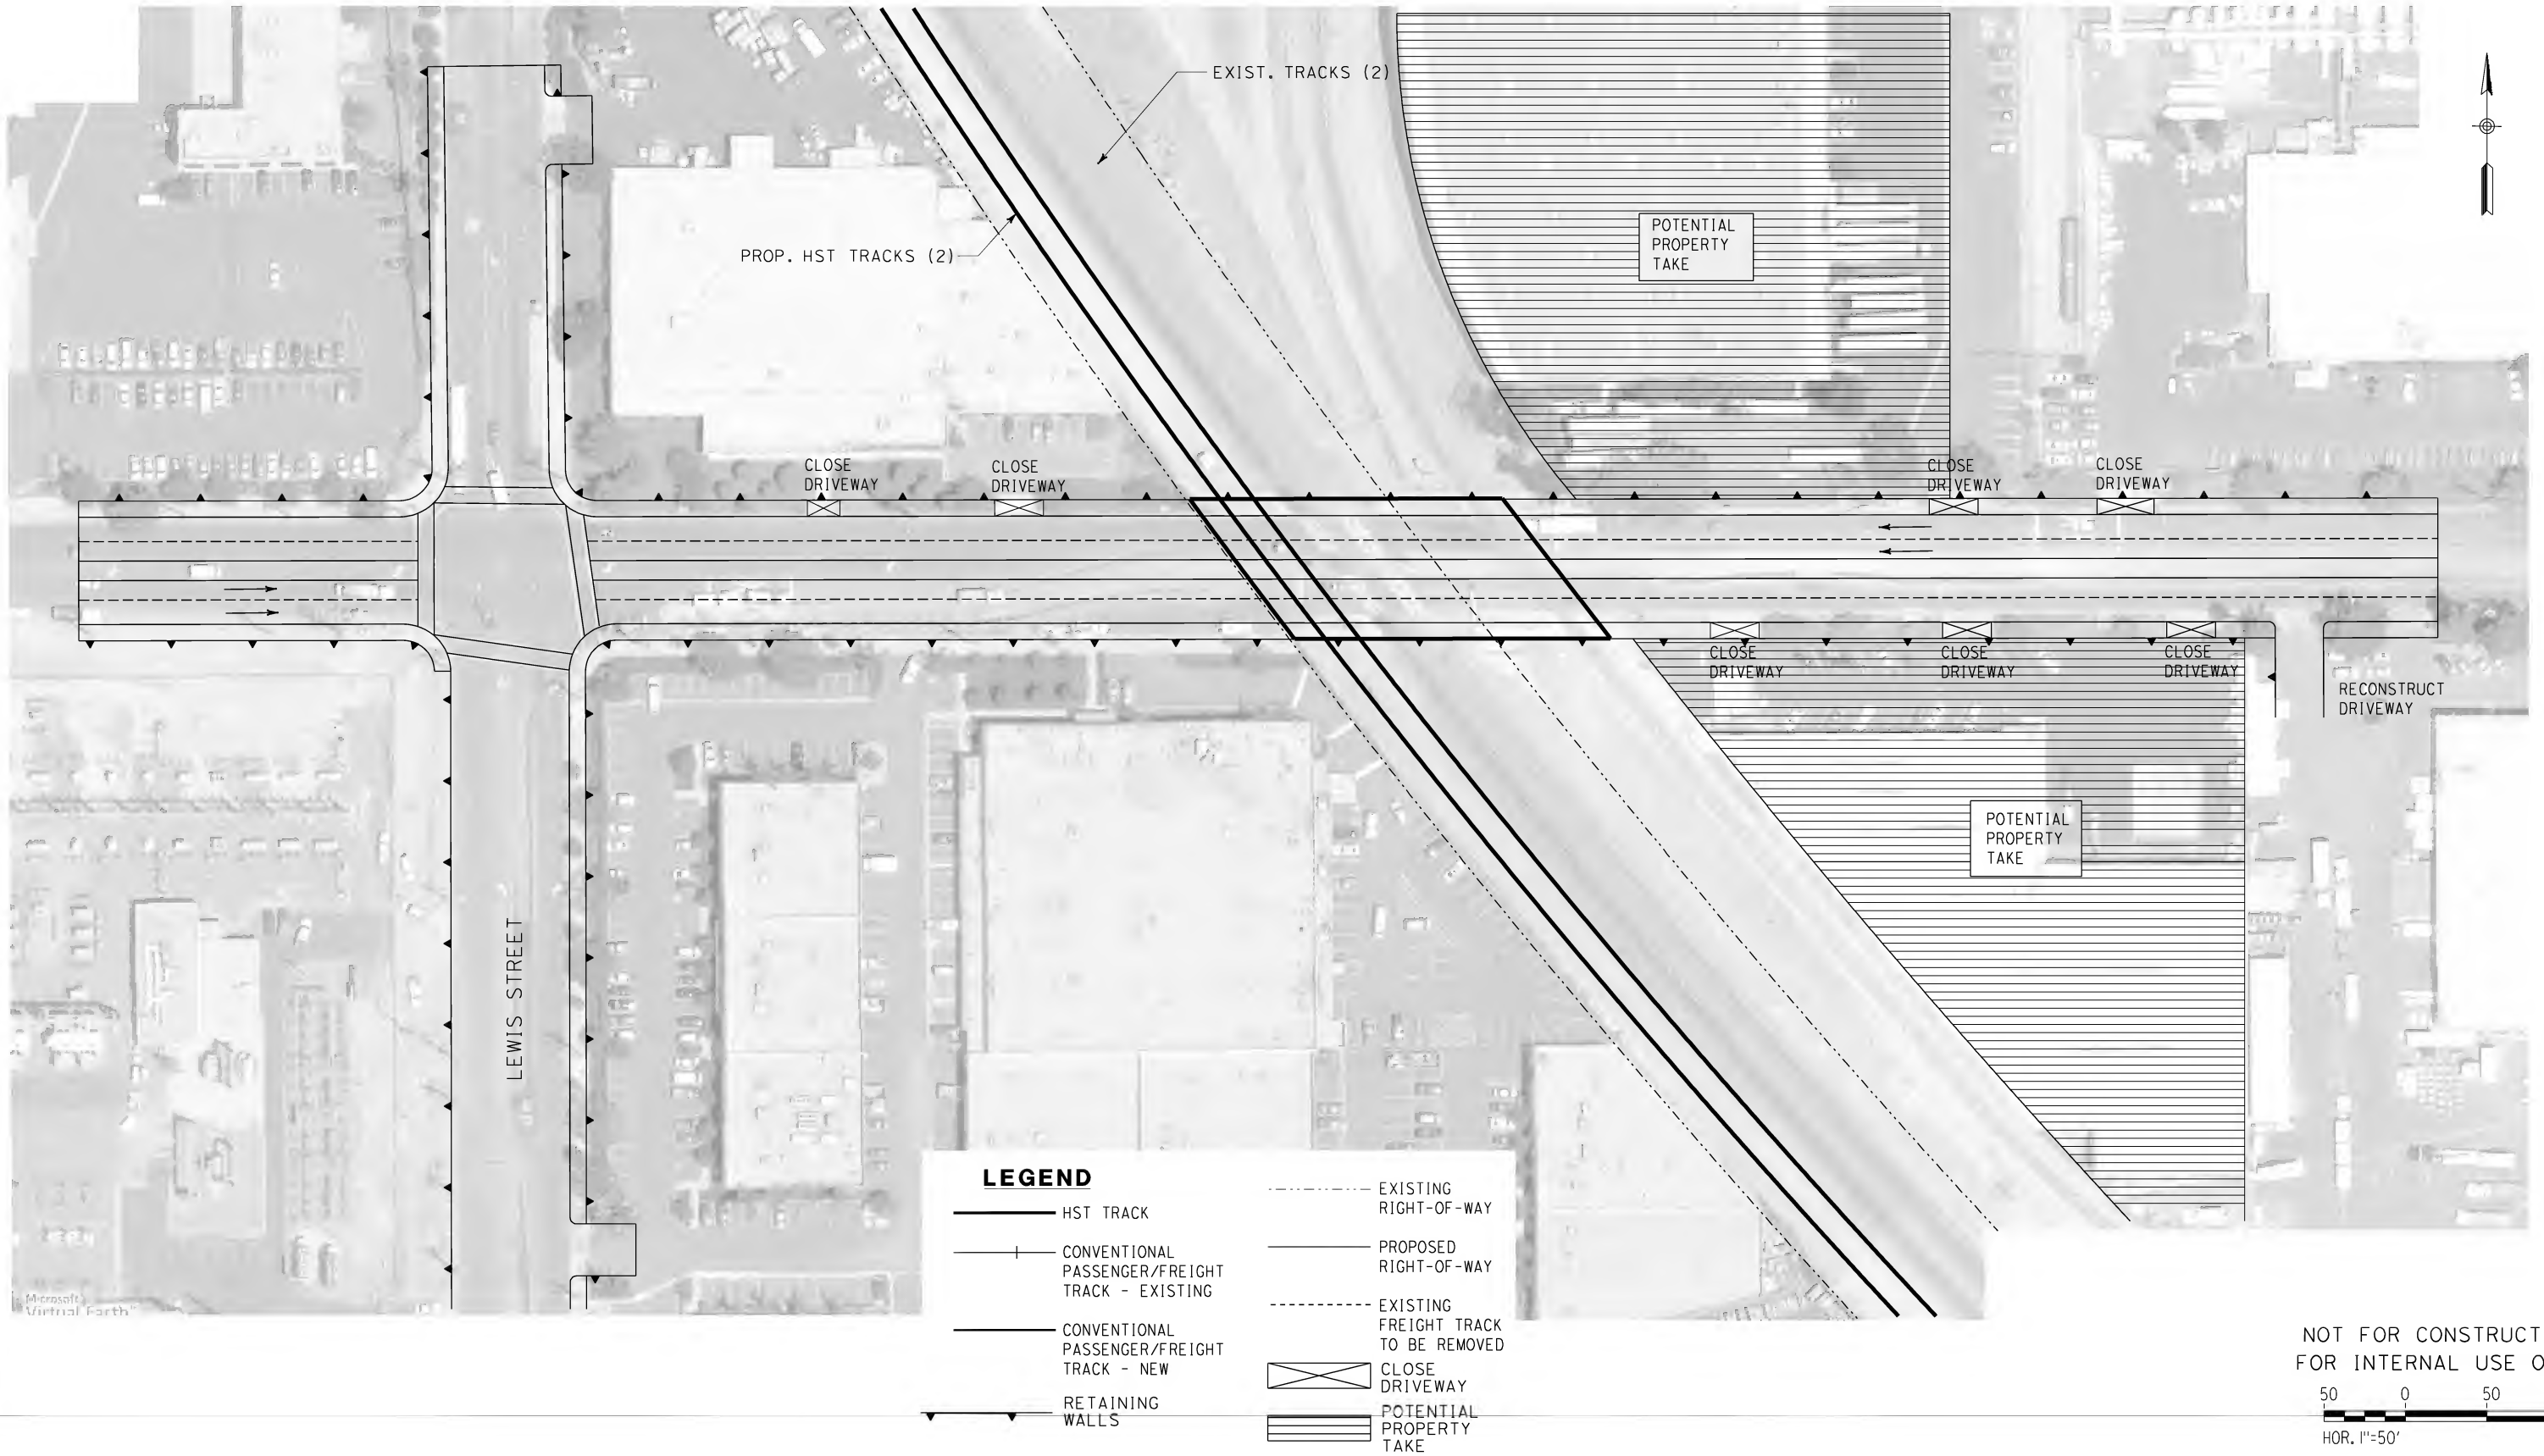 EXIST. TRACKS (2)
PROP. HST TRACKS (2)
POTENTIAL
PROPERTY
TAKE
CLOSE
DRIVEWAY
CLOSE
DRIVEWAY
CLOSE
DRIVEWAY
CLOSE
DRIVEWAY
CLOSE
DRIVEWAY
CLOSE
DRIVEWAY
CLOSE
DRIVEWAY
RECONSTRUCT
DRIVEWAY
POTENTIAL
PROPERTY
TAKE
LEWIS STREET
Microsoft
Virtual Earth
LEGEND
HST TRACK
CONVENTIONAL
PASSENGER/FREIGHT
TRACK - EXISTING
CONVENTIONAL
PASSENGER/FREIGHT
TRACK - NEW
RETAINING
WALLS
EXISTING
RIGHT-OF-WAY
PROPOSED
RIGHT-OF-WAY
EXISTING
FREIGHT TRACK
TO BE REMOVED
CLOSE
DRIVEWAY
POTENTIAL
PROPERTY
TAKE
NOT FOR CONSTRUCT
FOR INTERNAL USE O
50 0 50
HOR. 1"=50'